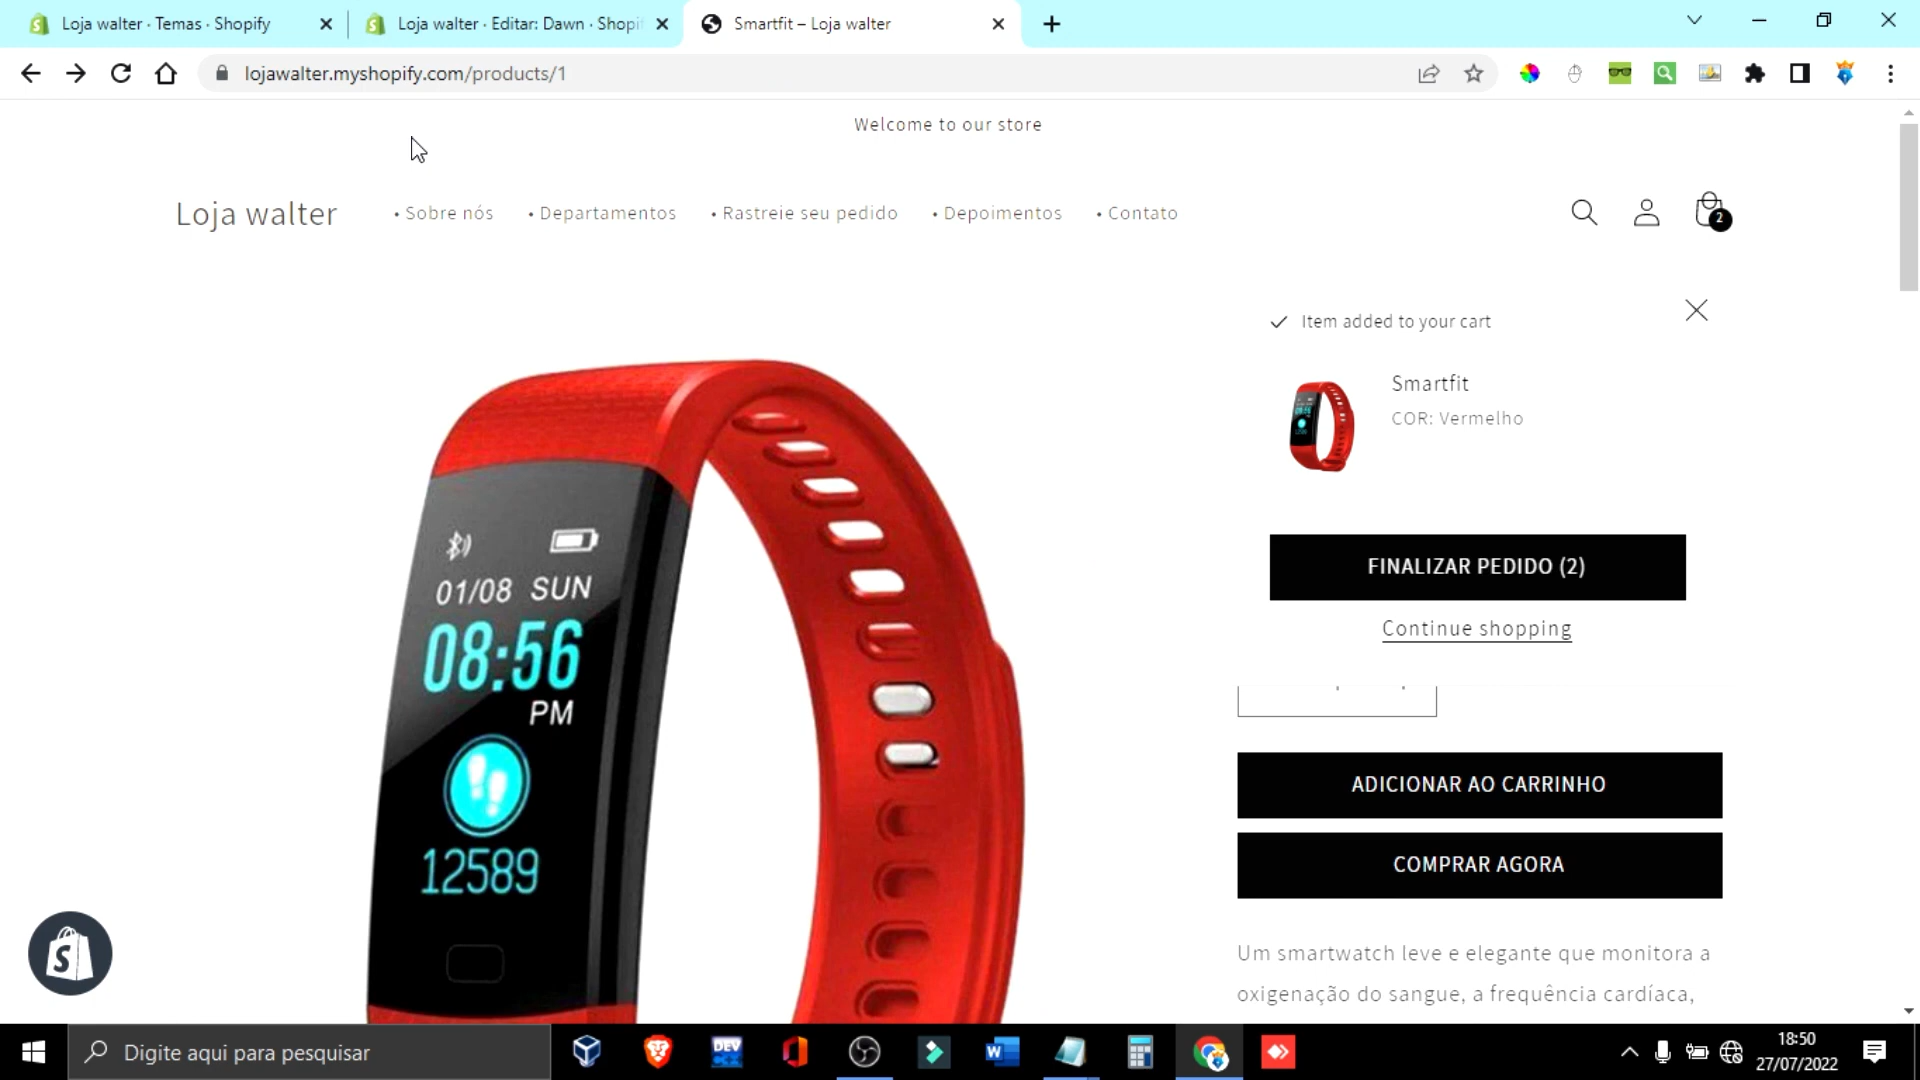 Loja walter · Temas · Shopify
Loja walter · Editar: Dawn · Shopi
Smartfit – Loja walter
lojawalter.myshopify.com/products/1
Welcome to our store
Loja walter
• Sobre nós
• Departamentos
• Rastreie seu pedido
• Depoimentos
• Contato
2
Item added to your cart
Smartfit
COR: Vermelho
FINALIZAR PEDIDO (2)
Continue shopping
01/08 SUN
08:56
PM
12589
ADICIONAR AO CARRINHO
COMPRAR AGORA
Um smartwatch leve e elegante que monitora a
oxigenação do sangue, a frequência cardíaca,
Digite aqui para pesquisar
DEV
18:50
27/07/2022